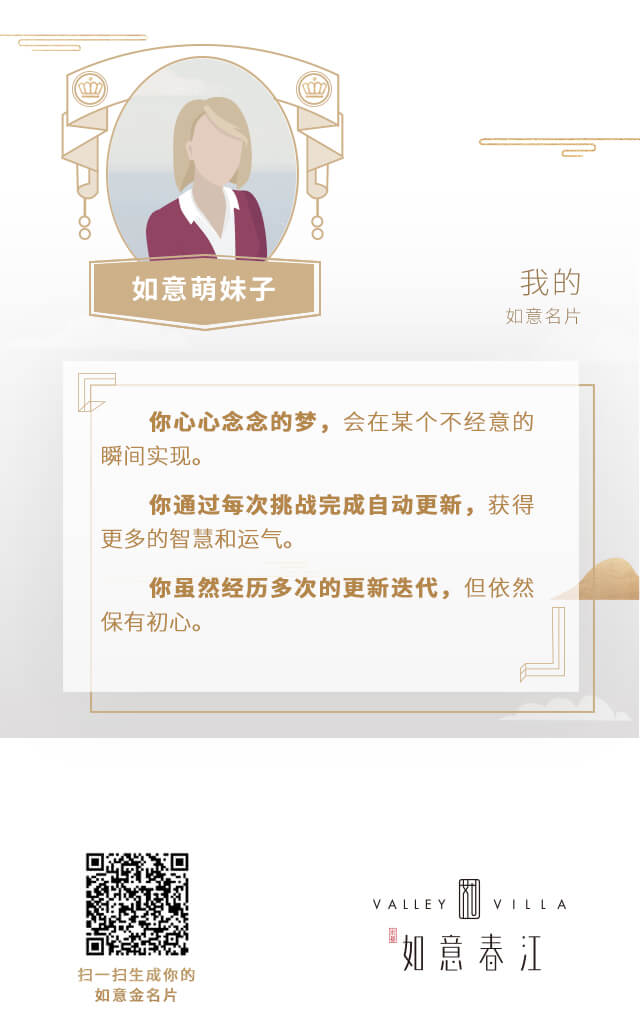 如意萌妹子
我的
如意名片
你心心念念的梦，会在某个不经意的
瞬间实现。
你通过每次挑战完成自动更新，获得
更多的智慧和运气。
你虽然经历多次的更新迭代，但依然
保有初心。
扫一扫生成你的
如意金名片
VALLEY VILLA
如意春江